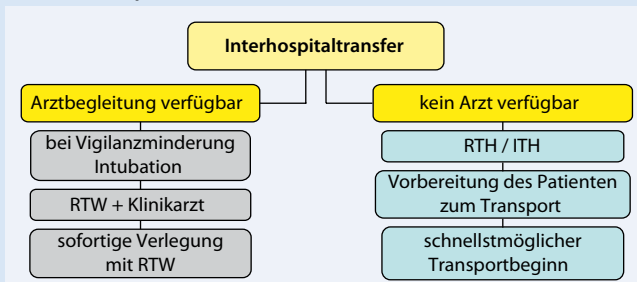 Interhospitaltransfer
Arztbegleitung verfügbar
bei Vigilanzminderung
Intubation
RTW + Klinikarzt
sofortige Verlegung
mit RTW
kein Arzt verfügbar
RTH / ITH
Vorbereitung des Patienten
zum Transport
schnellstmöglicher
Transportbeginn